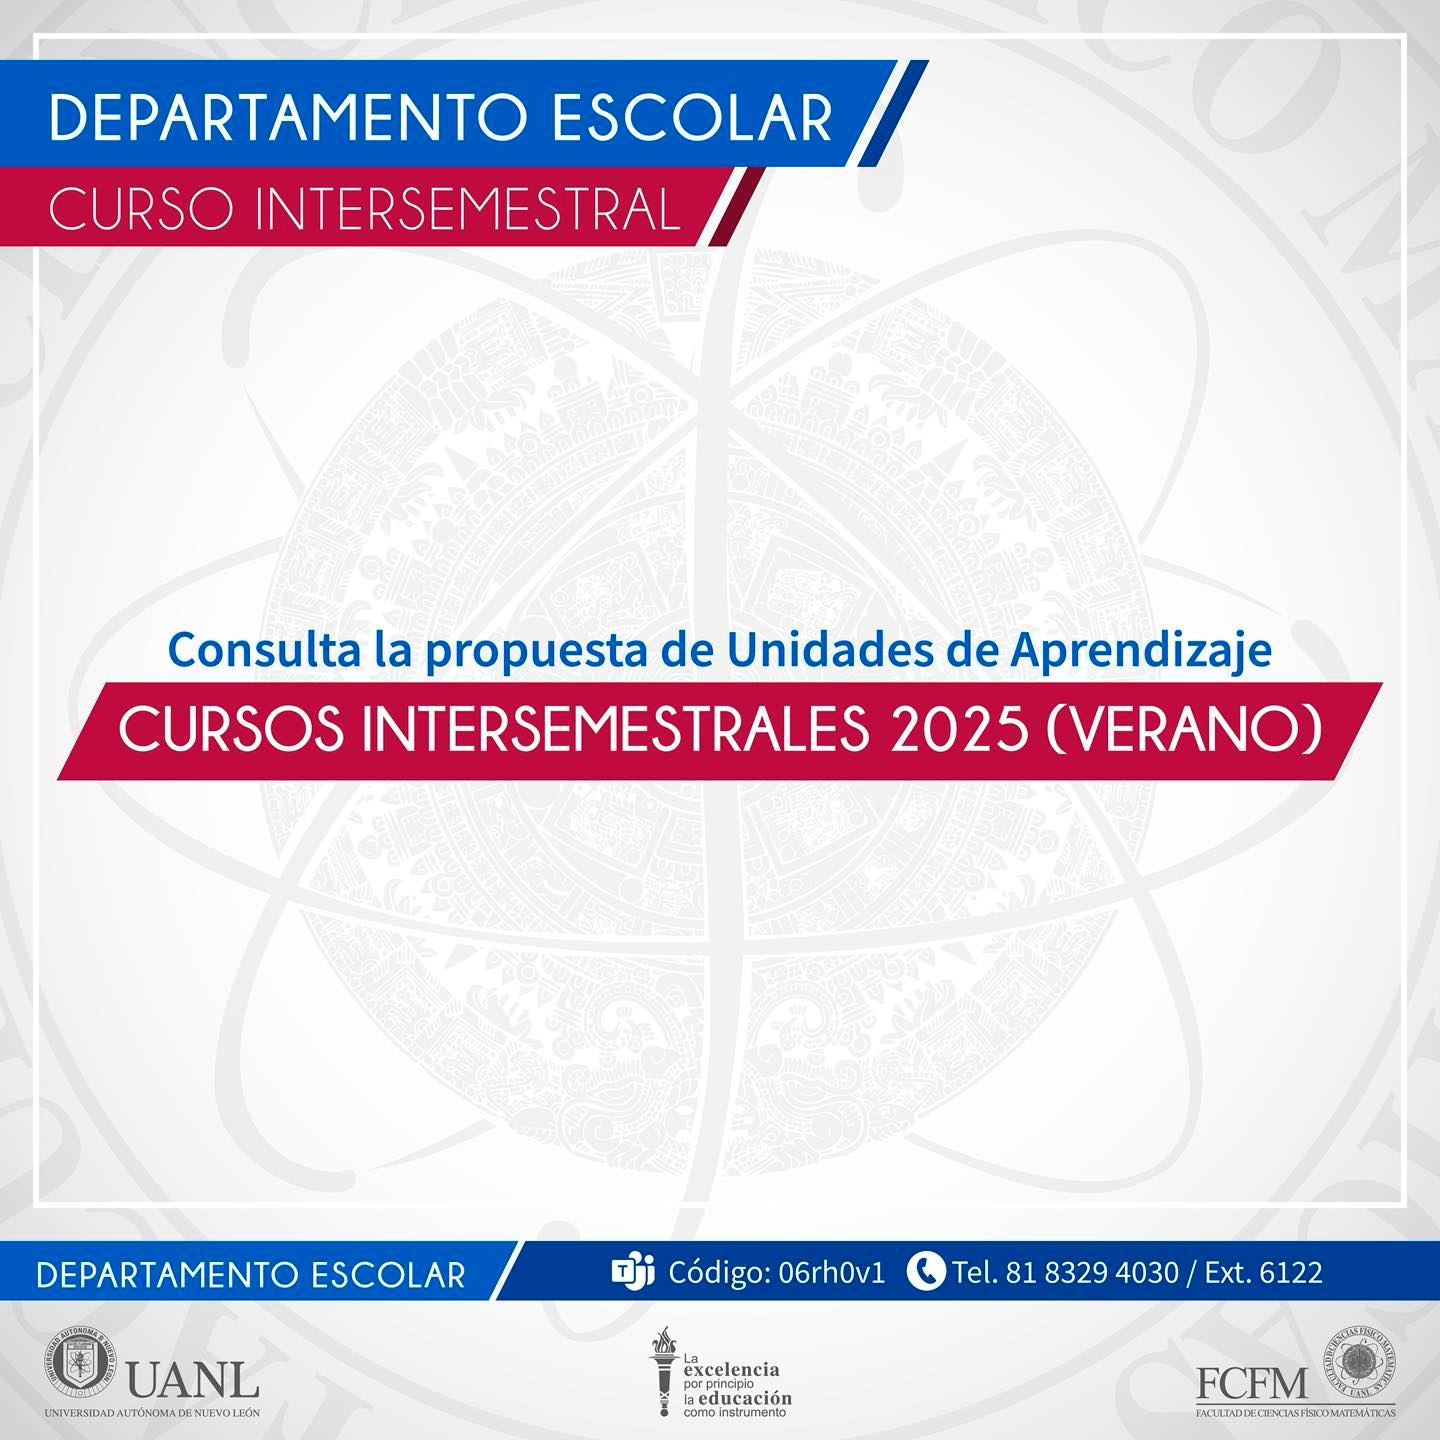 DEPARTAMENTO ESCOLAR
CURSO INTERSEMESTRAL
Consulta la propuesta de Unidades de Aprendizaje
CURSOS INTERSEMESTRALES 2025 (VERANO)
DEPARTAMENTO ESCOLAR
Código: 06rh0v1
Tel. 81 8329 4030 / Ext. 6122
UANL
UNIVERSIDAD AUTÓNOMA DE NUEVO LEÓN
La
excelencia
por principio
la educación
como instrumento
FCFM
FACULTAD DE CIENCIAS FÍSICO MATEMÁTICAS